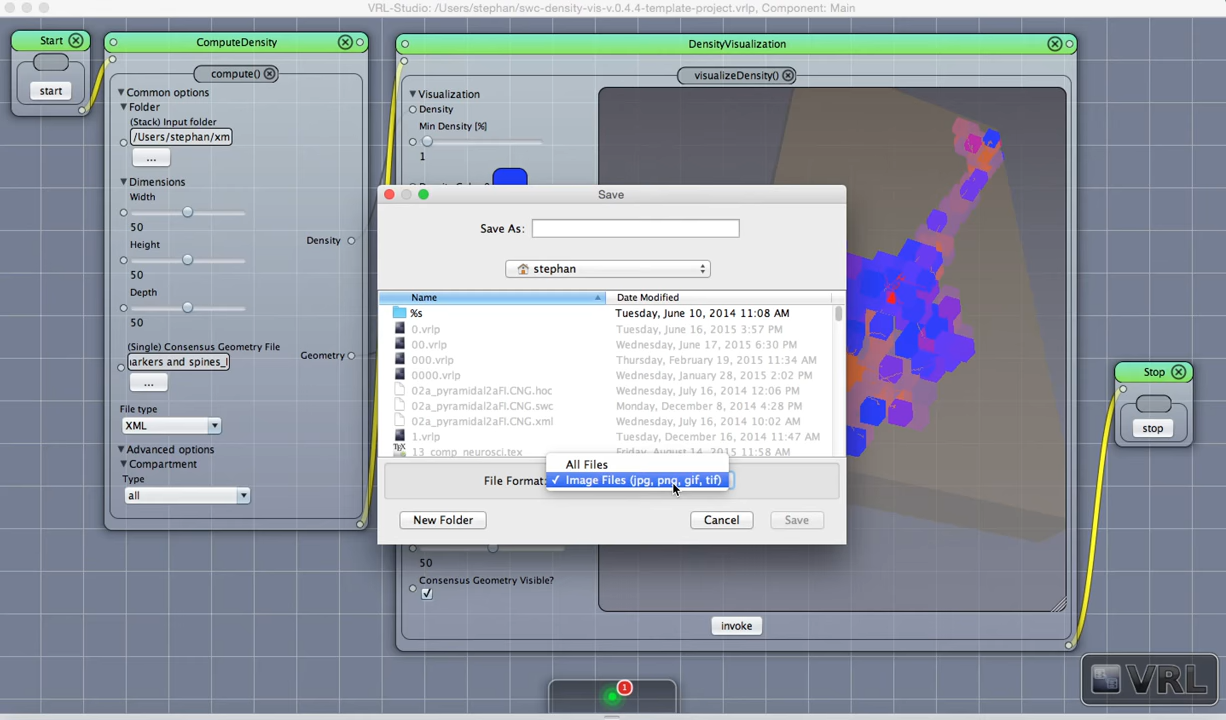 VRL-Studio: /Users/stephan/swc-density-vis-v.0.4.4-template-project.vrlp, Component: Main
Start
start
ComputeDensity
compute()
Common options
Folder
(Stack) Input folder
/Users/stephan/xm
...
Dimensions
Width
50
Height
50
Depth
50
Density
(Single) Consensus Geometry File
arkers and spines_l
...
Geometry
File type
XML
Advanced options
Compartment
Type
all
DensityVisualization
visualizeDensity()
Visualization
Density
Min Density [%]
1
Save
Save As:
stephan
Name Date Modified
%s Tuesday, June 10, 2014 11:08 AM
0.vrlp Tuesday, June 16, 2015 3:57 PM
00.vrlp Wednesday, June 17, 2015 6:30 PM
000.vrlp Thursday, February 19, 2015 11:34 AM
0000.vrlp Wednesday, January 28, 2015 2:02 PM
02a_pyramidal2aFI.CNG.hoc Wednesday, July 16, 2014 12:06 PM
02a_pyramidal2aFI.CNG.swc Monday, December 8, 2014 4:28 PM
02a_pyramidal2aFI.CNG.xml Wednesday, July 16, 2014 10:02 AM
1.vrlp Tuesday, December 16, 2014 11:47 AM
13_comp_neurosci.tex Friday, August 14, 2015 11:58 AM
All Files
File Format: ✓ Image Files (jpg, png, gif, tif)
New Folder Cancel Save
50
Consensus Geometry Visible?
invoke
Stop
stop
1
VRL